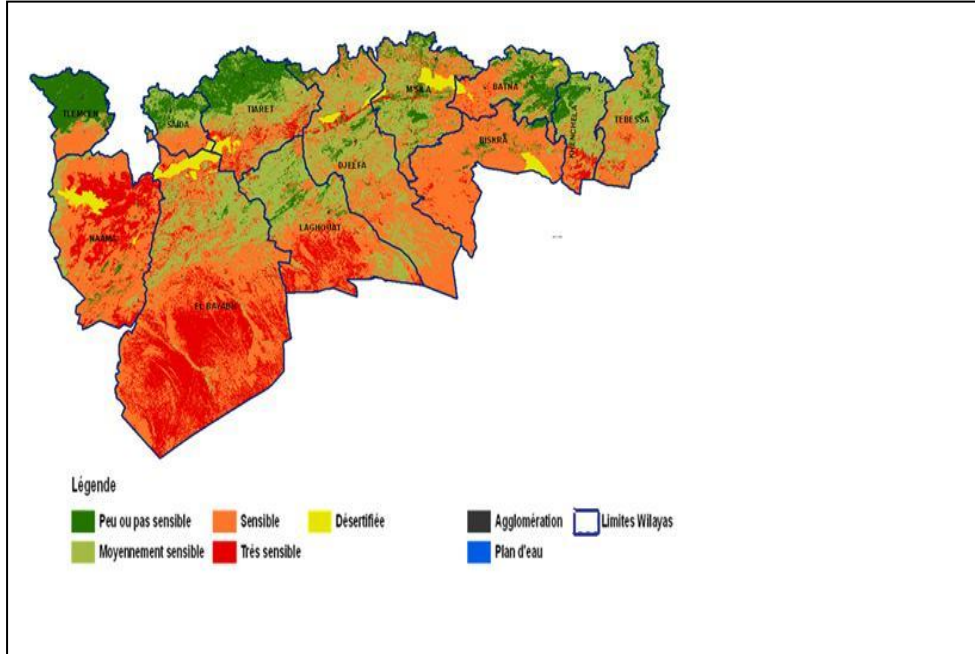 TLEMCEN
SAIDA
TIARET
M'SILA
BATNA
KHENCHELA
TEBESSA
BISKRA
DJELFA
LAGHOUAT
NAAMA
EL BAYADH
Légende
Peu ou pas sensible
Sensible
Désertifiée
Agglomération
Limites Wilayas
Moyennement sensible
Trés sensible
Plan d'eau